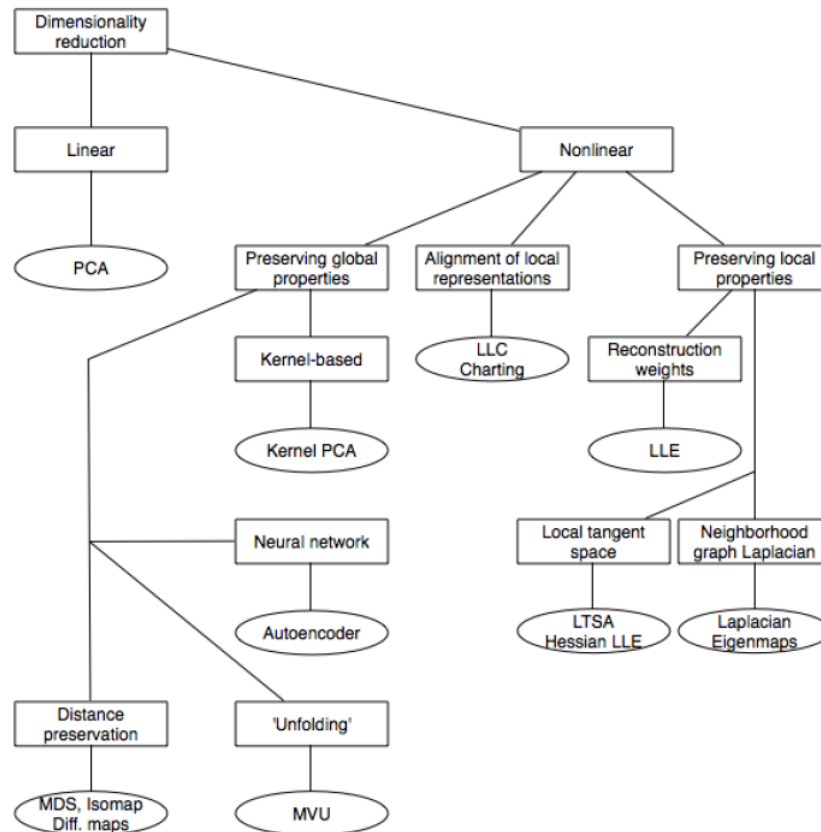 Dimensionality
reduction
Linear
Nonlinear
PCA
Preserving global
properties
Alignment of local
representations
Preserving local
properties
Kernel-based
LLC
Charting
Reconstruction
weights
Kernel PCA
LLE
Neural network
Local tangent
space
Neighborhood
graph Laplacian
Autoencoder
LTSA
Hessian LLE
Laplacian
Eigenmaps
Distance
preservation
'Unfolding'
MDS, Isomap
Diff. maps
MVU